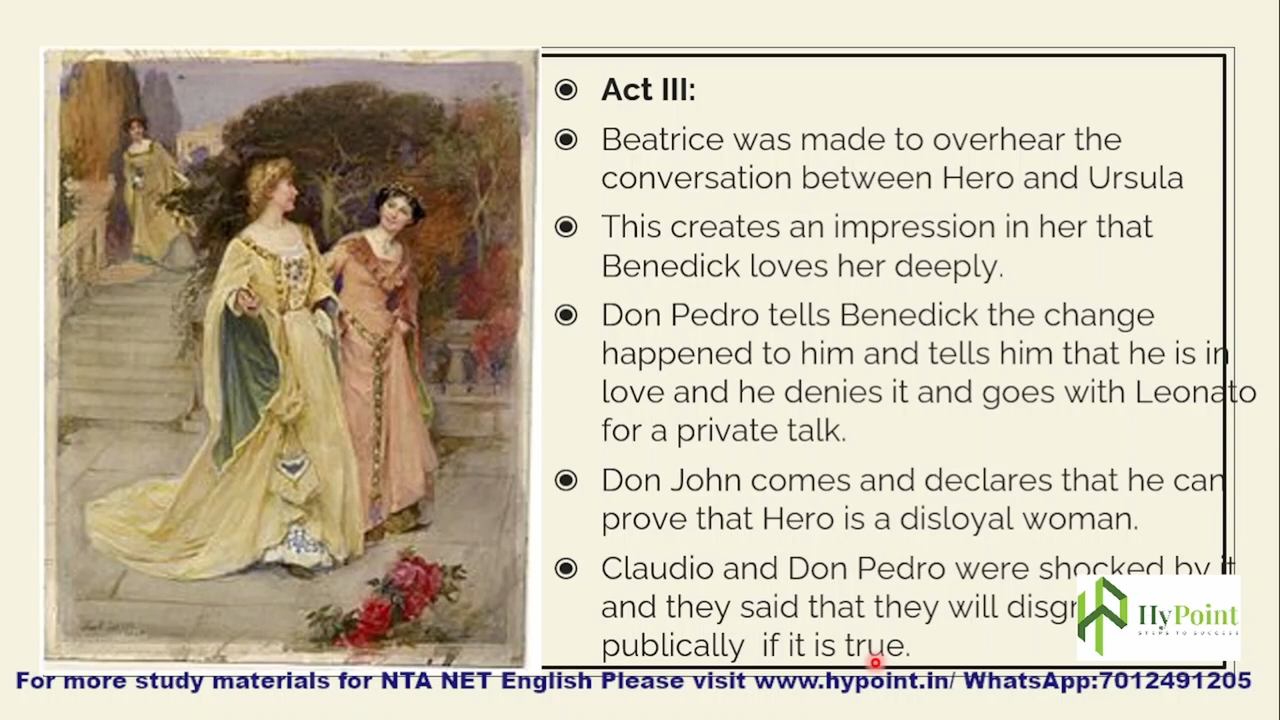 Act III:
Beatrice was made to overhear the
conversation between Hero and Ursula
This creates an impression in her that
Benedick loves her deeply.
Don Pedro tells Benedick the change
happened to him and tells him that he is in
love and he denies it and goes with Leonato
for a private talk.
Don John comes and declares that he can
prove that Hero is a disloyal woman.
Claudio and Don Pedro were shocked by it
and they said that they will
publically if it is true.
HyPoint
STEPS TO SUCCESS
For more study materials for NTA NET English Please visit www.hypoint.in/ WhatsApp:7012491205